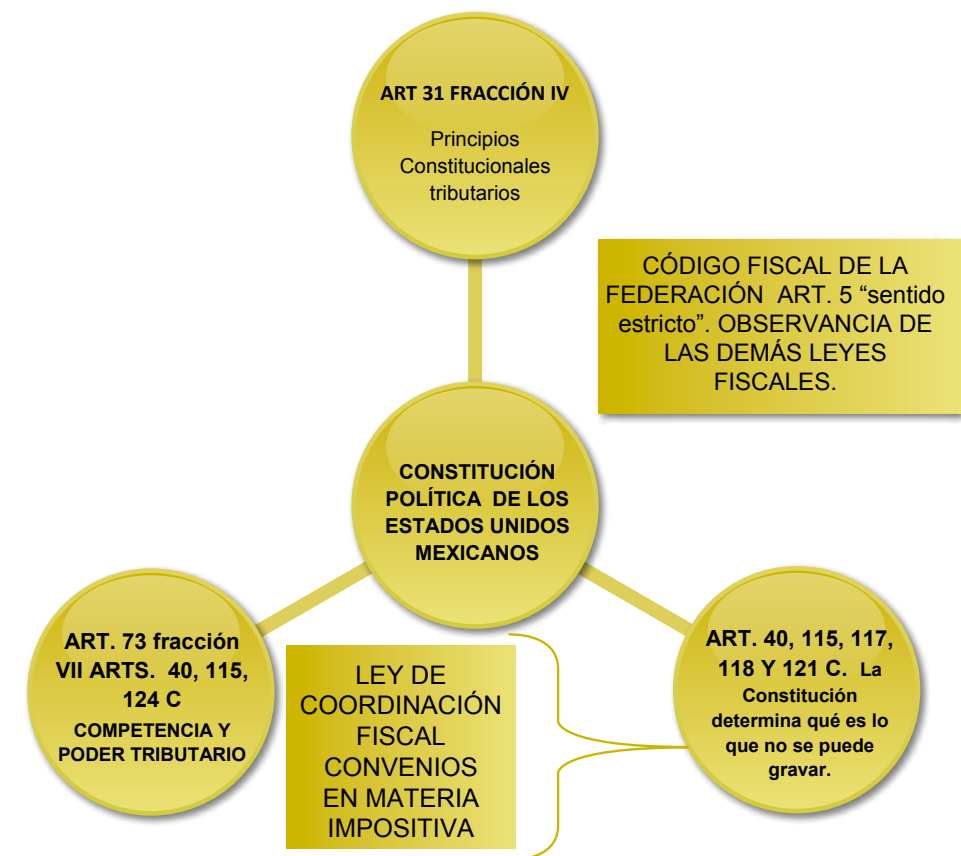 ART 31 FRACCIÓN IV
Principios
Constitucionales
tributarios
CÓDIGO FISCAL DE LA
FEDERACIÓN ART. 5 “sentido
estricto”. OBSERVANCIA DE
LAS DEMÁS LEYES
FISCALES.
CONSTITUCIÓN
POLÍTICA DE LOS
ESTADOS UNIDOS
MEXICANOS
ART. 73 fracción
VII ARTS. 40, 115,
124 C
COMPETENCIA Y
PODER TRIBUTARIO
LEY DE
COORDINACIÓN
FISCAL
CONVENIOS
EN MATERIA
IMPOSITIVA
ART. 40, 115, 117,
118 Y 121 C. La
Constitución
determina qué es lo
que no se puede
gravar.